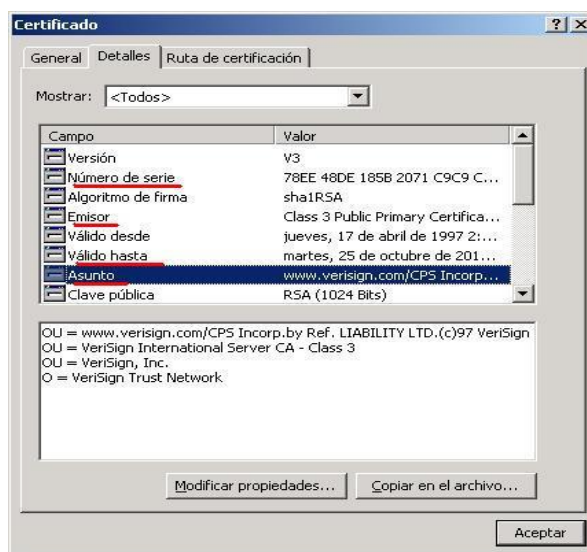 Certificado
General Detalles Ruta de certificación
Mostrar: <Todos>
Campo Valor
Versión V3
Número de serie 78EE 48DE 185B 2071 C9C9 C...
Algoritmo de firma sha1RSA
Emisor Class 3 Public Primary Certifica...
Válido desde jueves, 17 de abril de 1997 2:...
Válido hasta martes, 25 de octubre de 201...
Asunto www.verisign.com/CPS Incorp...
Clave pública RSA (1024 Bits)
OU = www.verisign.com/CPS Incorp.by Ref. LIABILITY LTD.(c)97 VeriSign
OU = VeriSign International Server CA - Class 3
OU = VeriSign, Inc.
O = VeriSign Trust Network
Modificar propiedades... Copiar en el archivo...
Aceptar